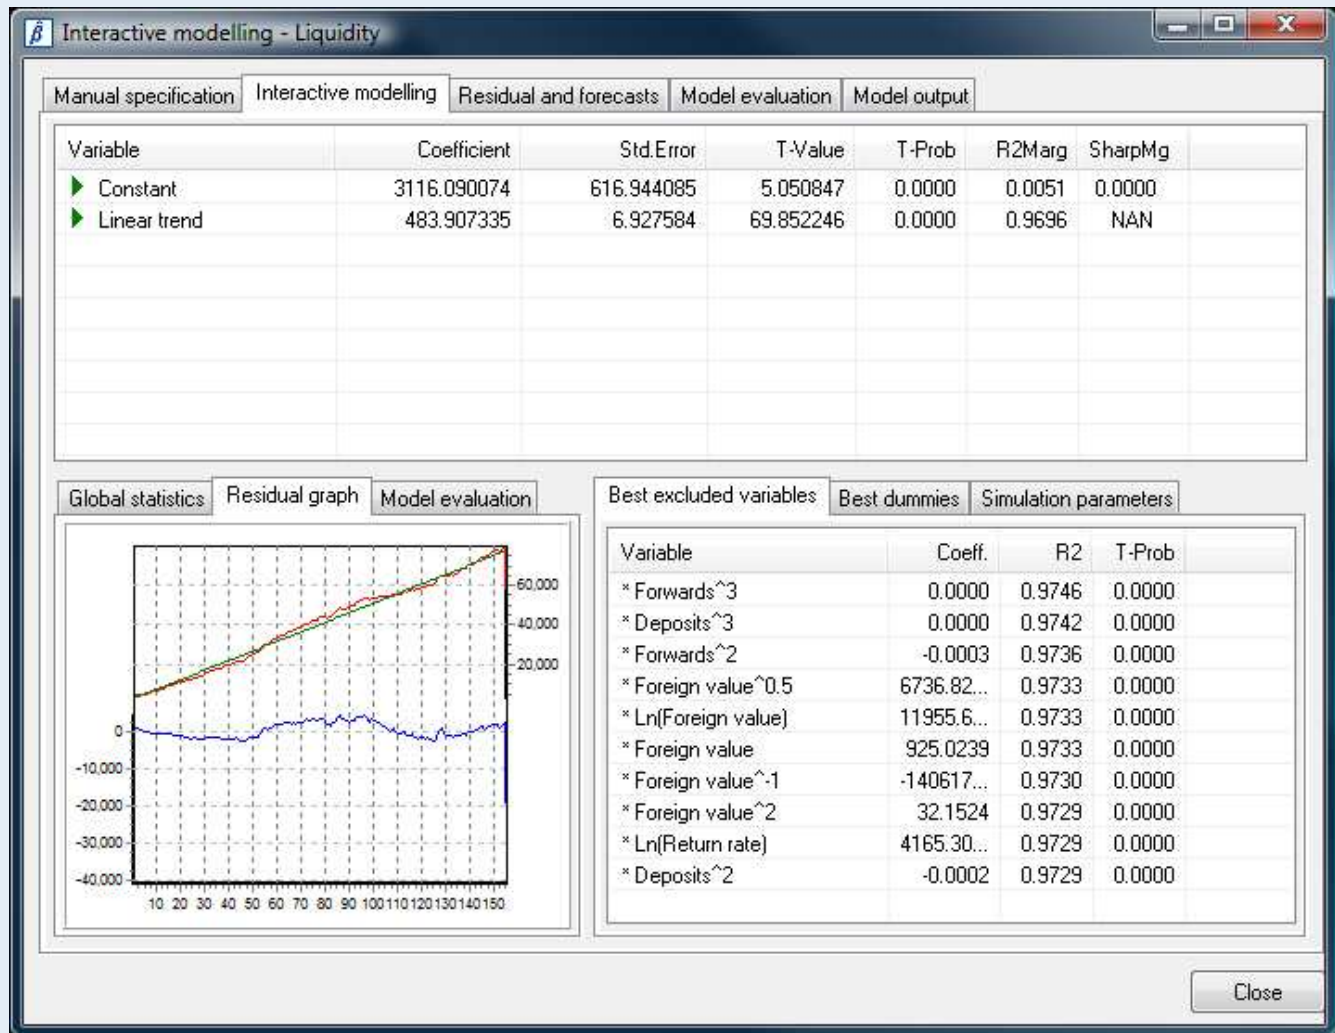 β Interactive modelling - Liquidity
Manual specification Interactive modelling Residual and forecasts Model evaluation Model output
Variable Coefficient Std.Error T-Value T-Prob R2Marg SharpMg
Constant 3116.090074 616.944085 5.050847 0.0000 0.0051 0.0000
Linear trend 483.907335 6.927584 69.852246 0.0000 0.9696 NAN
Global statistics Residual graph Model evaluation
60,000
40,000
20,000
0
-10,000
-20,000
-30,000
-40,000
10 20 30 40 50 60 70 80 90 100 110 120 130 140 150
Best excluded variables Best dummies Simulation parameters
Variable Coeff. R2 T-Prob
* Forwards^3 0.0000 0.9746 0.0000
* Deposits^3 0.0000 0.9742 0.0000
* Forwards^2 -0.0003 0.9736 0.0000
* Foreign value^0.5 6736.82... 0.9733 0.0000
* Ln(Foreign value) 11955.6... 0.9733 0.0000
* Foreign value 925.0239 0.9733 0.0000
* Foreign value^-1 -140617... 0.9730 0.0000
* Foreign value^2 32.1524 0.9729 0.0000
* Ln(Return rate) 4165.30... 0.9729 0.0000
* Deposits^2 -0.0002 0.9729 0.0000
Close